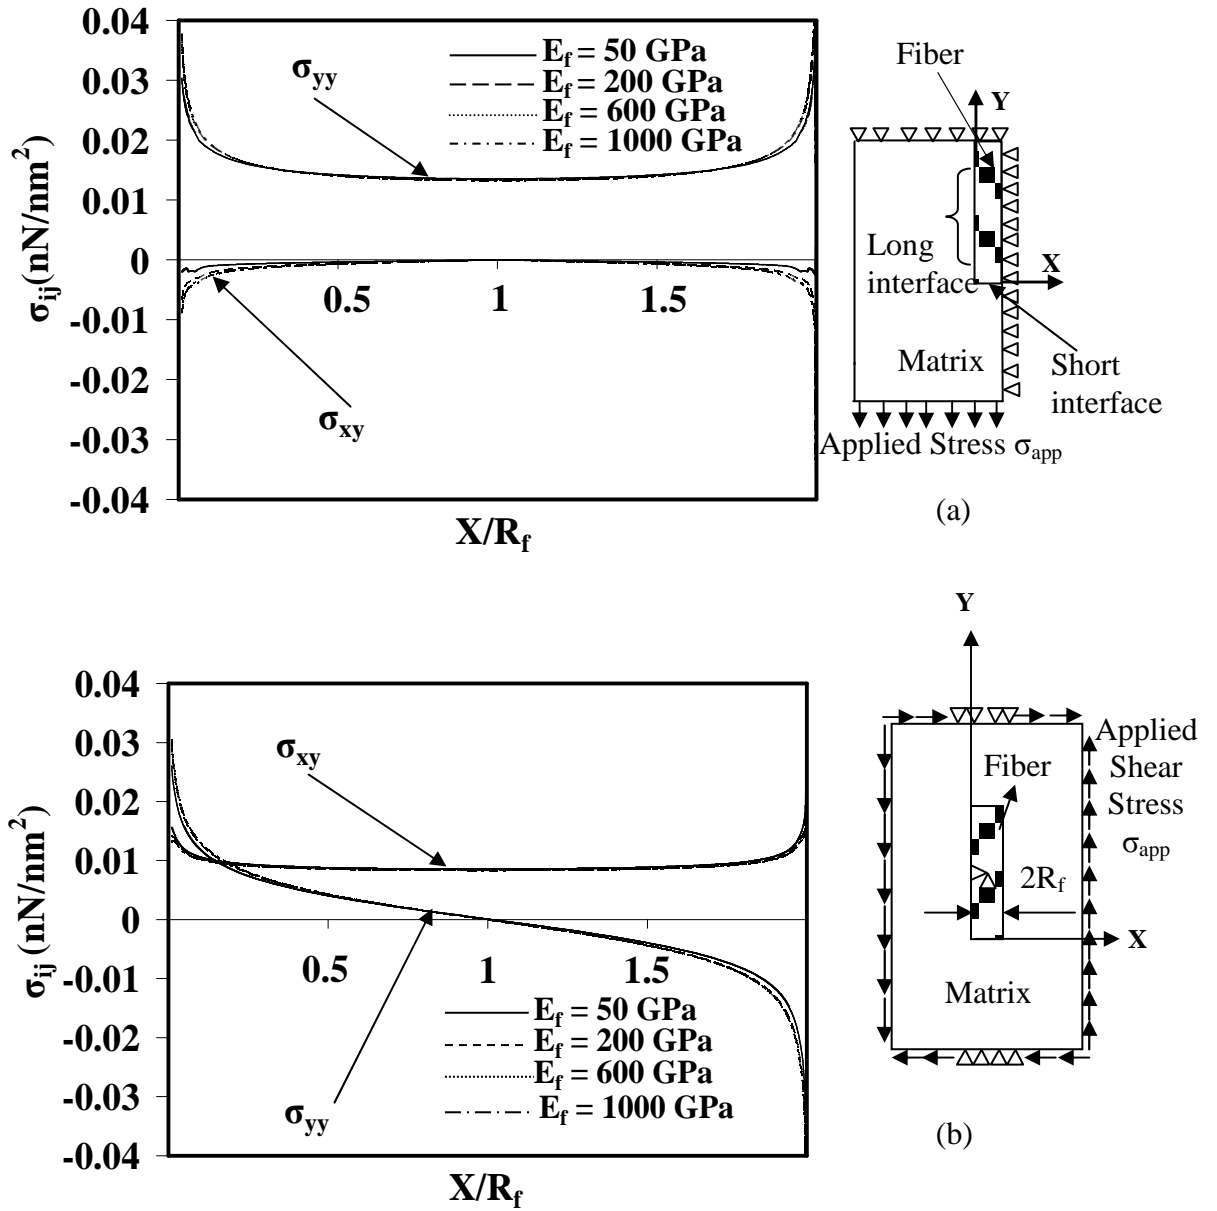 0.04
0.03
0.02
0.01
0
-0.01
-0.02
-0.03
-0.04
σij(nN/nm²)
0.5
1
1.5
X/Rf
σyy
σxy
Ef = 50 GPa
Ef = 200 GPa
Ef = 600 GPa
Ef = 1000 GPa
Fiber
Y
Long
interface
X
Matrix
Short
interface
Applied Stress σapp
(a)
0.04
0.03
0.02
0.01
0
-0.01
-0.02
-0.03
-0.04
σij (nN/nm²)
0.5
1
1.5
X/Rf
σxy
σyy
Ef = 50 GPa
Ef = 200 GPa
Ef = 600 GPa
Ef = 1000 GPa
Y
Applied
Shear
Stress
σapp
Fiber
2Rf
X
Matrix
(b)